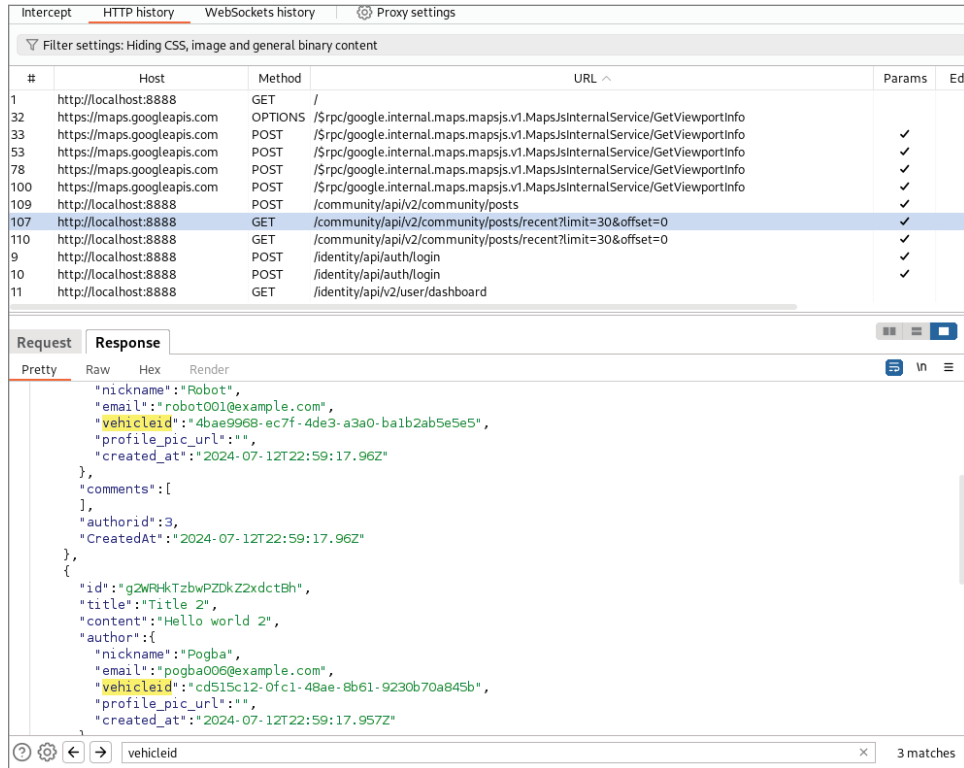 Intercept HTTP history WebSockets history Proxy settings
Filter settings: Hiding CSS, image and general binary content
# Host Method URL Params Ed
1 http://localhost:8888 GET /
32 https://maps.googleapis.com OPTIONS /$rpc/google.internal.maps.mapsjs.v1.MapsJsInternalService/GetViewportInfo
33 https://maps.googleapis.com POST /$rpc/google.internal.maps.mapsjs.v1.MapsJsInternalService/GetViewportInfo ✓
53 https://maps.googleapis.com POST /$rpc/google.internal.maps.mapsjs.v1.MapsJsInternalService/GetViewportInfo ✓
78 https://maps.googleapis.com POST /$rpc/google.internal.maps.mapsjs.v1.MapsJsInternalService/GetViewportInfo ✓
100 https://maps.googleapis.com POST /$rpc/google.internal.maps.mapsjs.v1.MapsJsInternalService/GetViewportInfo ✓
109 http://localhost:8888 POST /community/api/v2/community/posts ✓
107 http://localhost:8888 GET /community/api/v2/community/posts/recent?limit=30&offset=0 ✓
110 http://localhost:8888 GET /community/api/v2/community/posts/recent?limit=30&offset=0 ✓
9 http://localhost:8888 POST /identity/api/auth/login ✓
10 http://localhost:8888 POST /identity/api/auth/login ✓
11 http://localhost:8888 GET /identity/api/v2/user/dashboard
Request Response
Pretty Raw Hex Render \n
"nickname":"Robot",
"email":"robot001@example.com",
"vehicleid":"4bae9968-ec7f-4de3-a3a0-ba1b2ab5e5e5",
"profile_pic_url":"",
"created_at":"2024-07-12T22:59:17.96Z"
},
"comments":[
],
"authorid":3,
"CreatedAt":"2024-07-12T22:59:17.96Z"
},
{
"id":"g2WRHkTzbwPZDkZ2xdctBh",
"title":"Title 2",
"content":"Hello world 2",
"author":{
"nickname":"Pogba",
"email":"pogba006@example.com",
"vehicleid":"cd515c12-0fc1-48ae-8b61-9230b70a845b",
"profile_pic_url":"",
"created_at":"2024-07-12T22:59:17.957Z"
}
vehicleid 3 matches